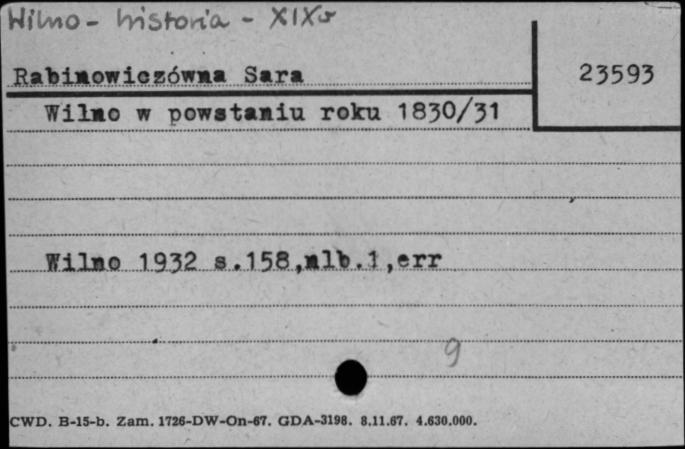 Wilno - historia - XIX w
Rabinowiczówna Sara
23593
Wilno w powstaniu roku 1830/31
Wilno 1932 s.158,nlb.1,err
9
CWD. B-15-b. Zam. 1726-DW-On-67. GDA-3198. 8.11.67. 4.630.000.